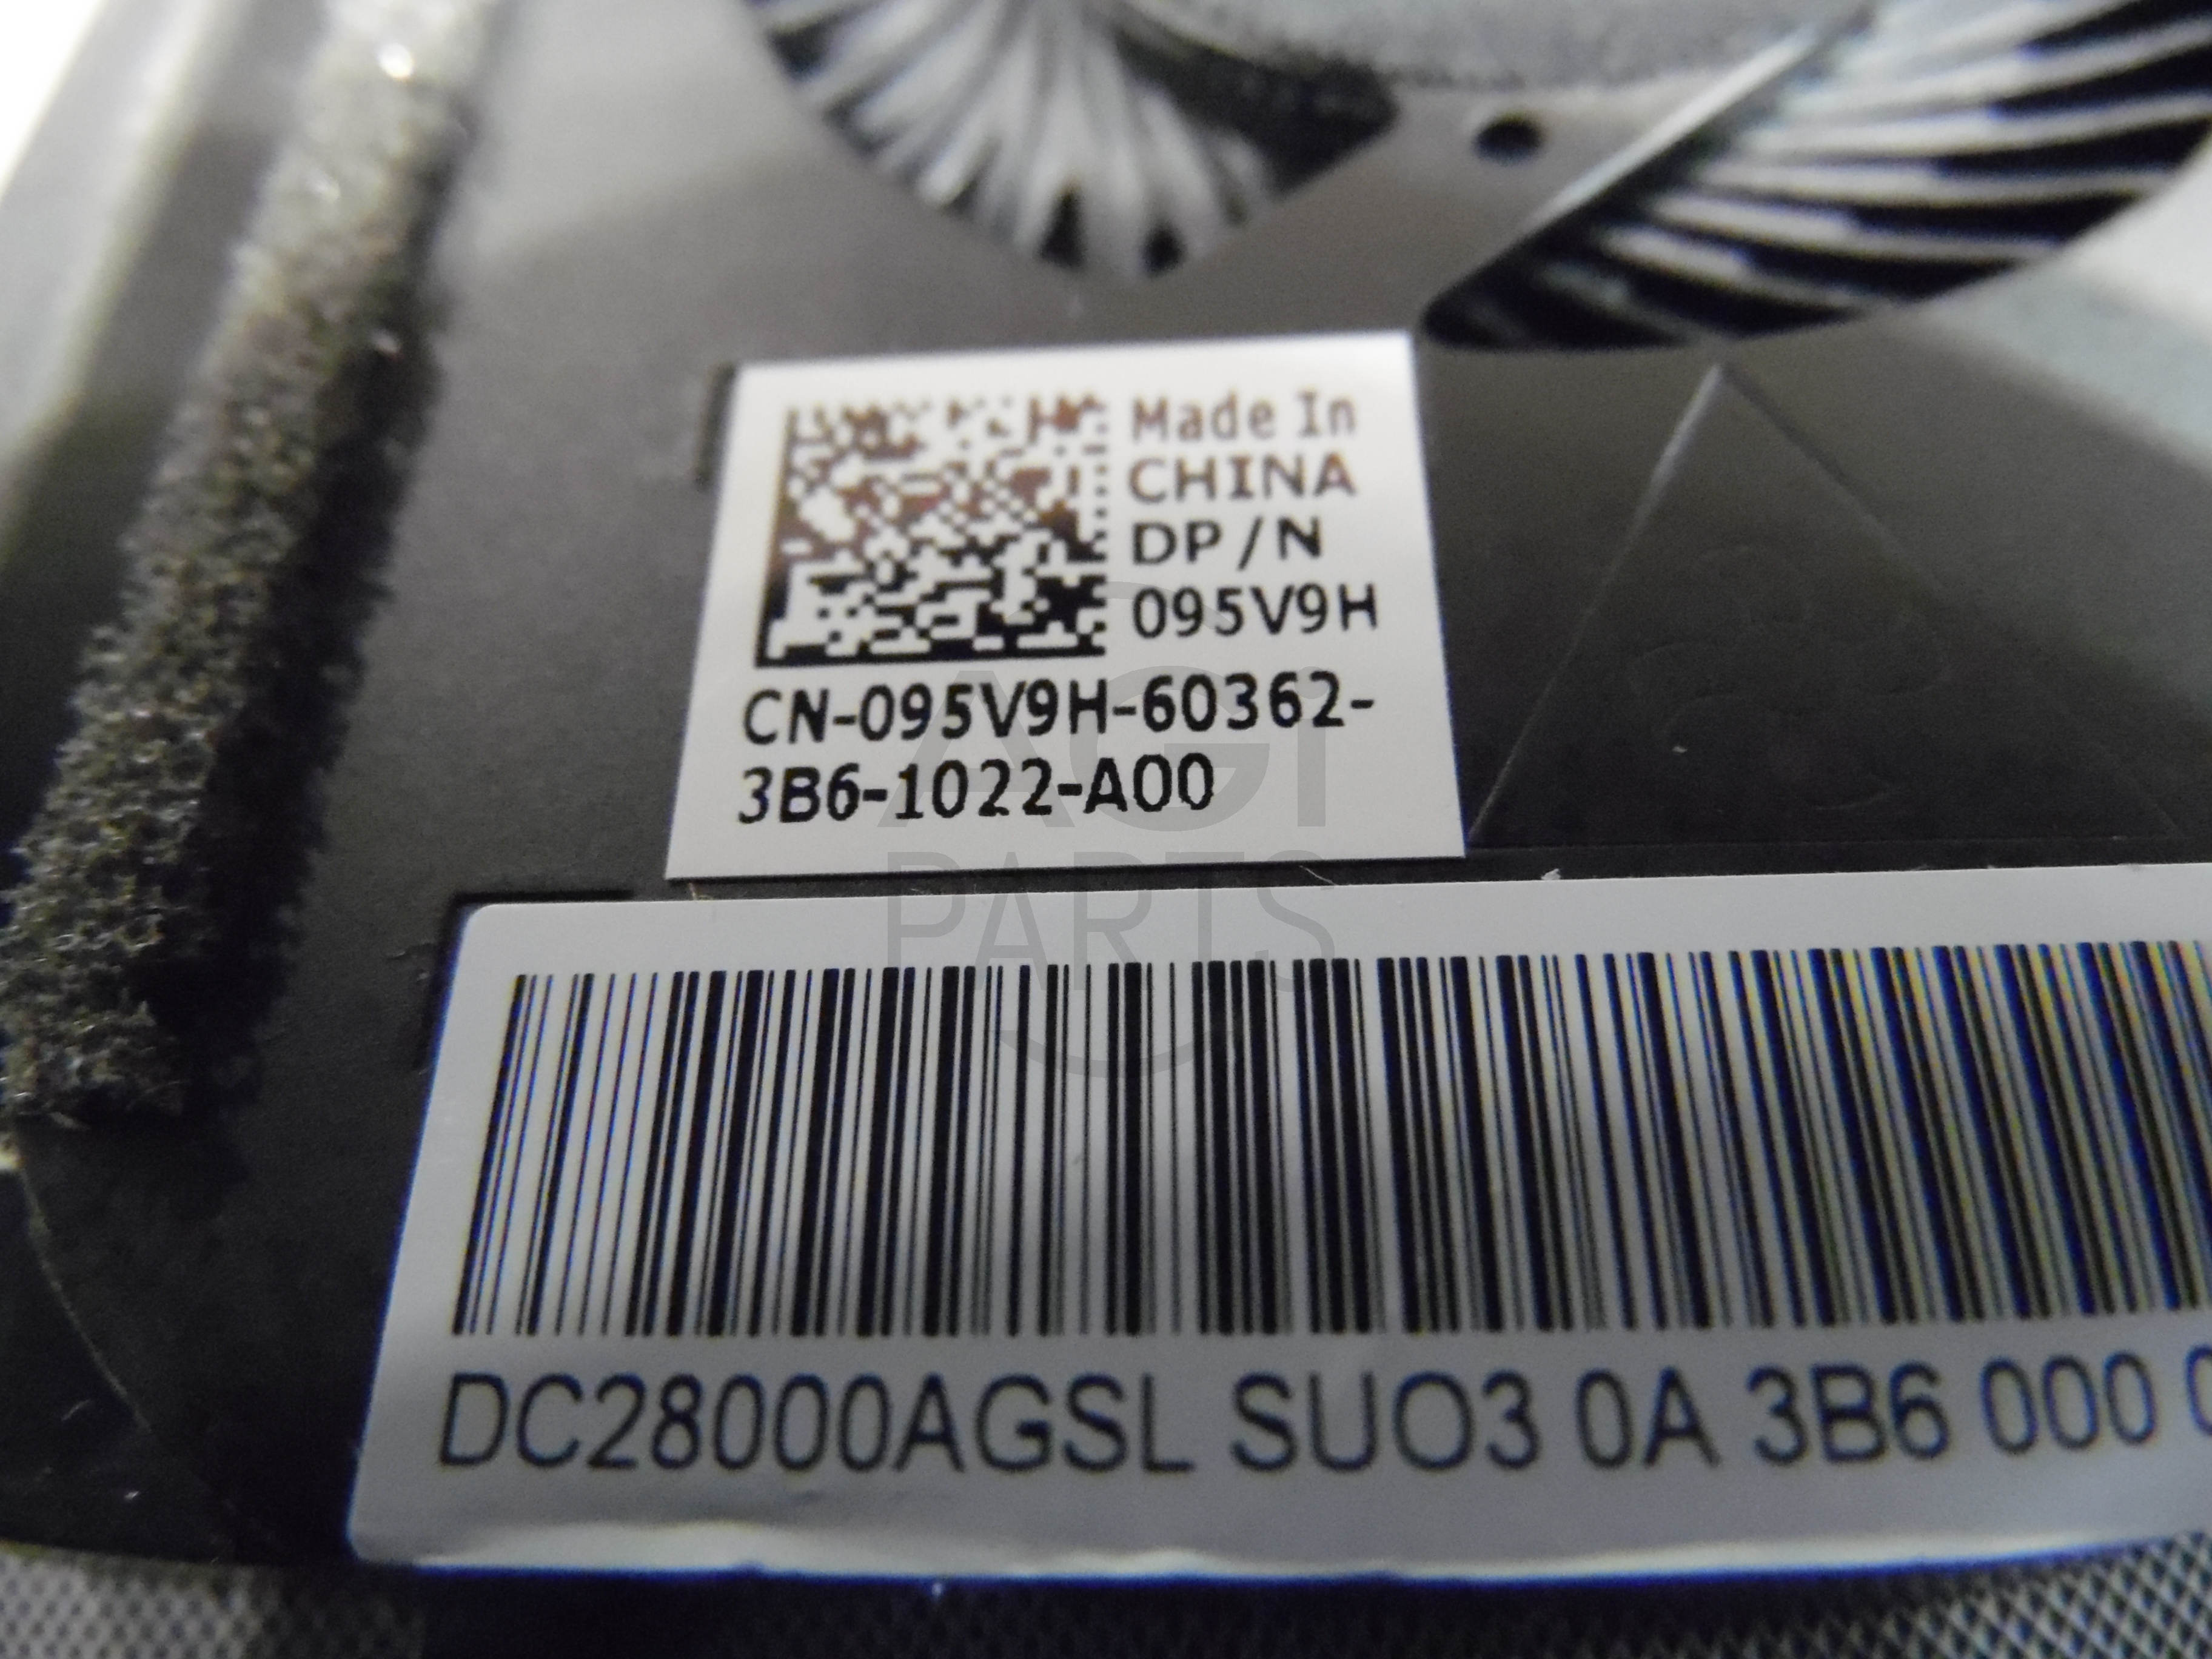 Made In
CHINA
DP/N
095V9H
CN-095V9H-60362-
3B6-1022-A00
AGi
PARTS
DC28000AGSL SUO3 0A 3B6 000